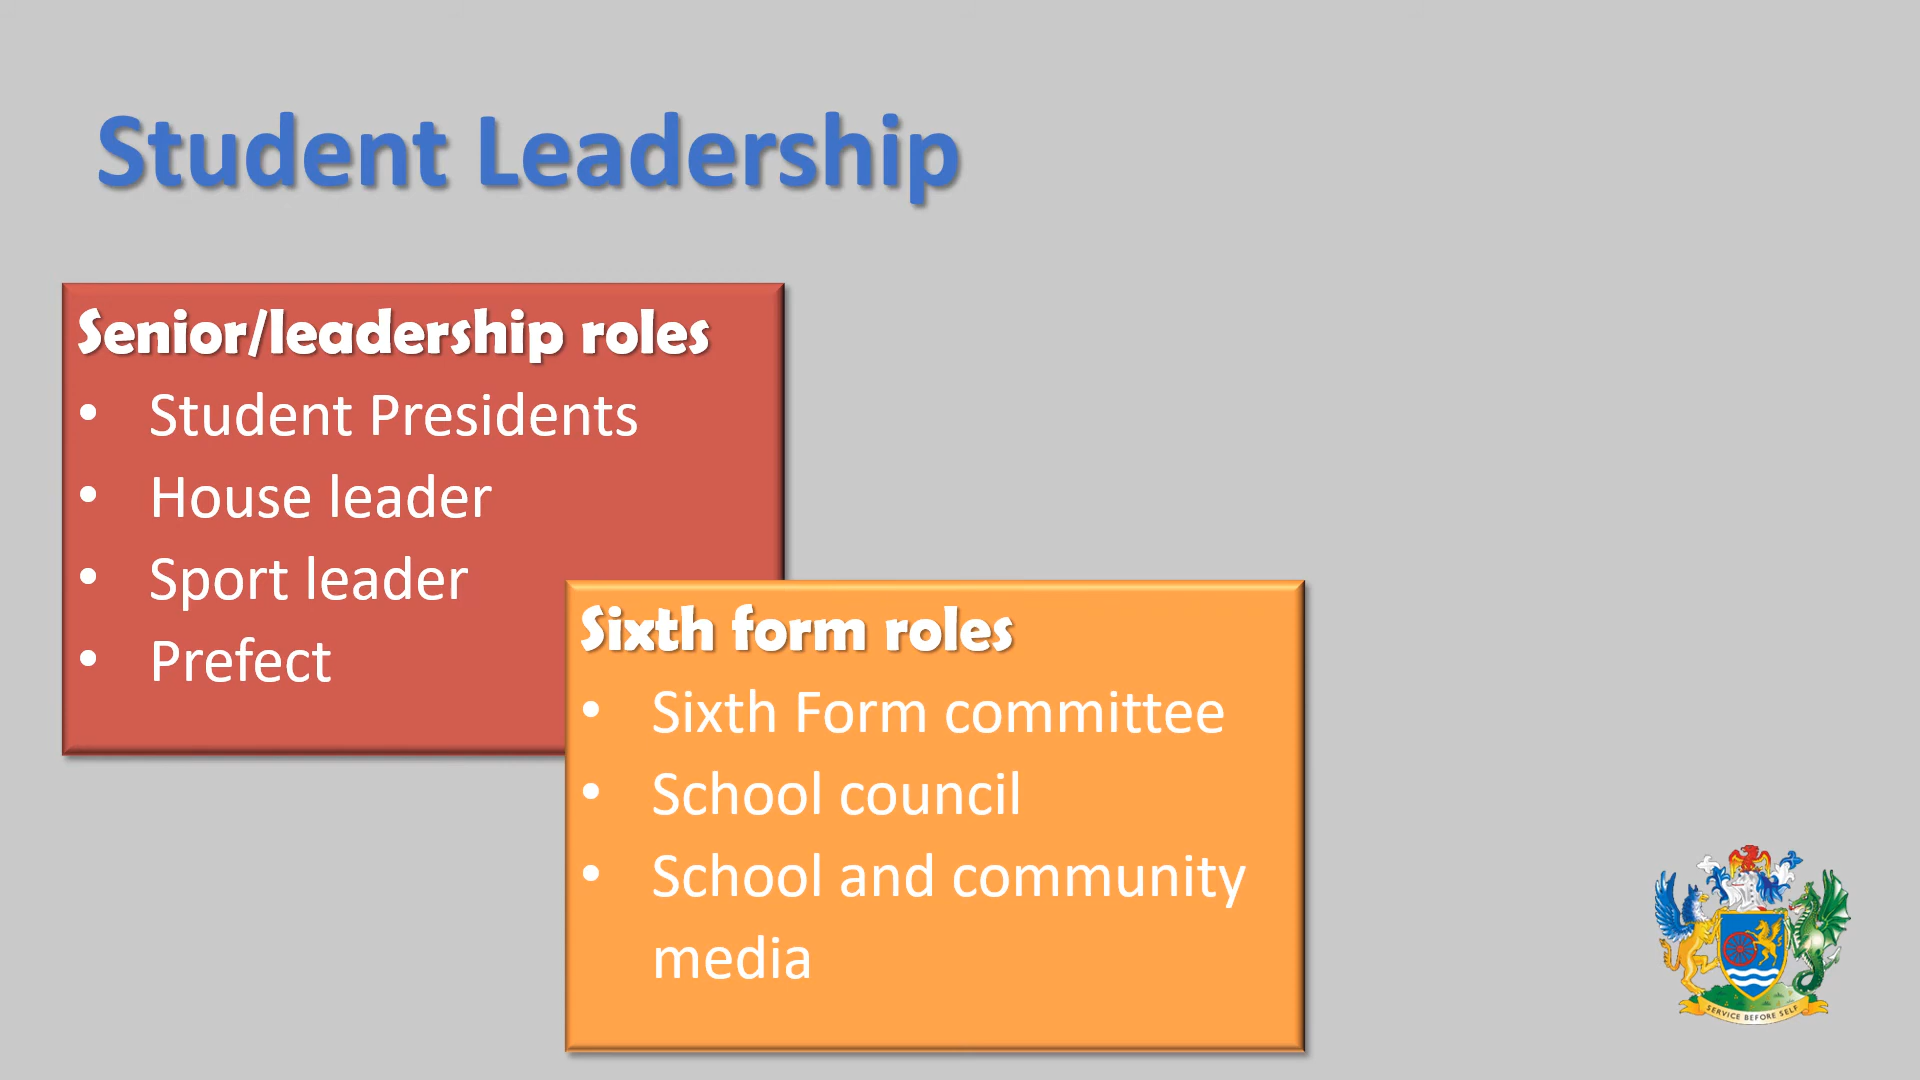 Student Leadership
Senior/leadership roles
• Student Presidents
• House leader
• Sport leader
• Prefect
Sixth form roles
• Sixth Form committee
• School council
• School and community
media
SERVICE BEFORE SELF